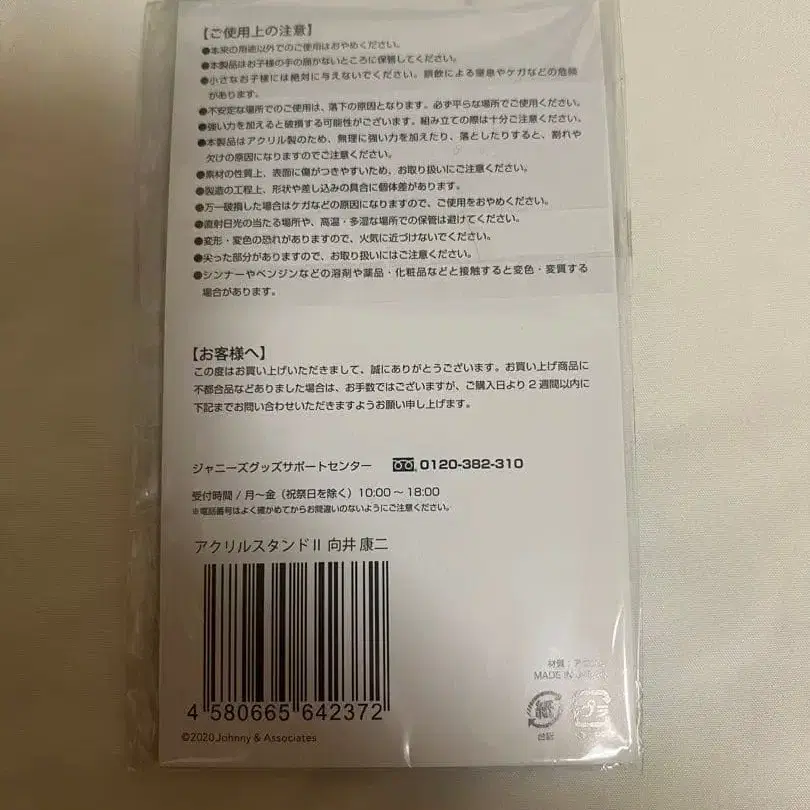 【ご使用上の注意】
●本来の用途以外でのご使用はおやめください。
●本製品はお子様の手の届かないところに保管してください。
●小さなお子様には絶対に与えないでください。誤飲による窒息やケガなどの危険
があります。
●不安定な場所でのご使用は、落下の原因となります。必ず平らな場所でご使用ください。
●強い力を加えると破損する可能性がございます。組み立ての際は十分ご注意ください。
●本製品はアクリル製のため、無理に強い力を加えたり、落としたりすると、割れや
欠けの原因になりますのでご注意ください。
●素材の性質上、表面に傷がつきやすいため、お取り扱いにご注意ください。
●製造の工程上、形状や差し込みの具合に個体差があります。
●万一破損した場合はケガなどの原因になりますので、ご使用をおやめください。
●直射日光の当たる場所や、高温・多湿な場所での保管は避けてください。
●変形・変色の恐れがありますので、火気に近づけないでください。
●尖った部分がありますので、お取り扱いにはご注意ください。
●シンナーやベンジンなどの溶剤や薬品・化粧品などと接触すると変色・変質する
場合があります。
【お客様へ】
この度はお買い上げいただきまして、誠にありがとうございます。お買い上げ商品に
不都合品などありました場合は、お手数ではございますが、ご購入日より2週間以内に
下記までお問い合わせいただきますようお願い申し上げます。
ジャニーズグッズサポートセンター 0120-382-310
受付時間/月～金（祝祭日を除く）10:00～18:00
※電話番号はよく確かめてからお間違いのないようにご注意ください。
アクリルスタンドⅡ 向井 康二
4 580665 642372
©2020 Johnny & Associates
材質：
MADE IN
紙 プラ
台紙